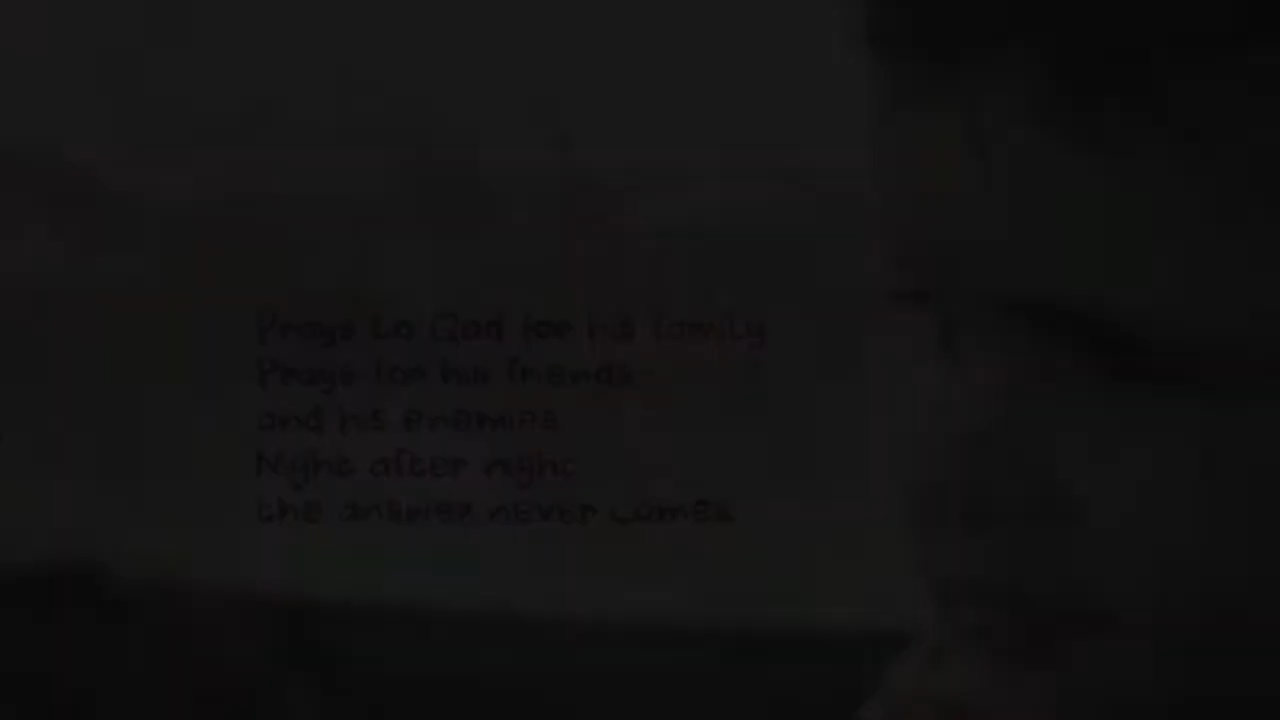 Prays to God for his family
Prays for his friends
and his enemies
Night after night
the answer never comes